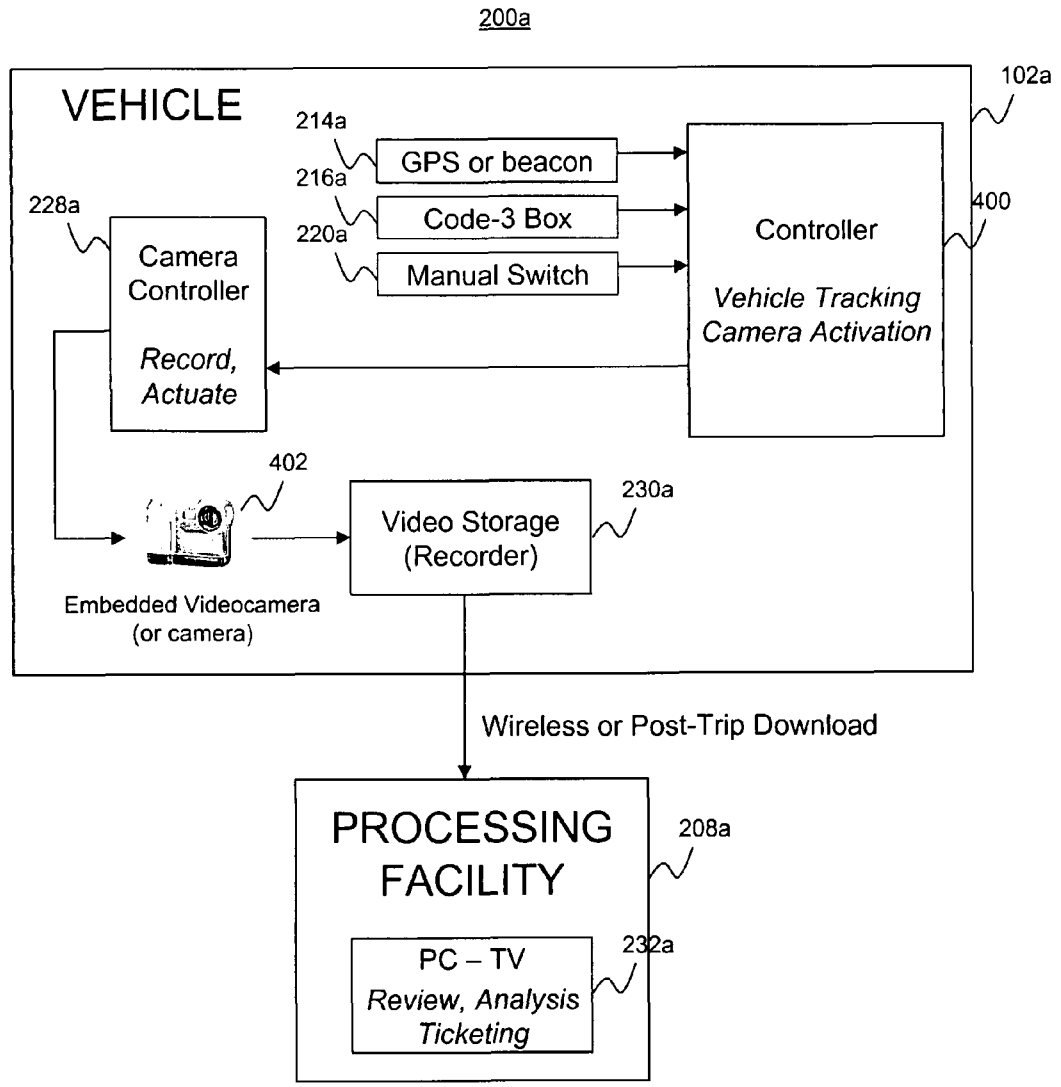 200a
VEHICLE
102a
214a
GPS or beacon
216a
Code-3 Box
220a
Manual Switch
400
Controller
Vehicle Tracking
Camera Activation
228a
Camera
Controller
Record,
Actuate
402
Embedded Videocamera
(or camera)
230a
Video Storage
(Recorder)
Wireless or Post-Trip Download
PROCESSING
FACILITY
208a
232a
PC – TV
Review, Analysis
Ticketing